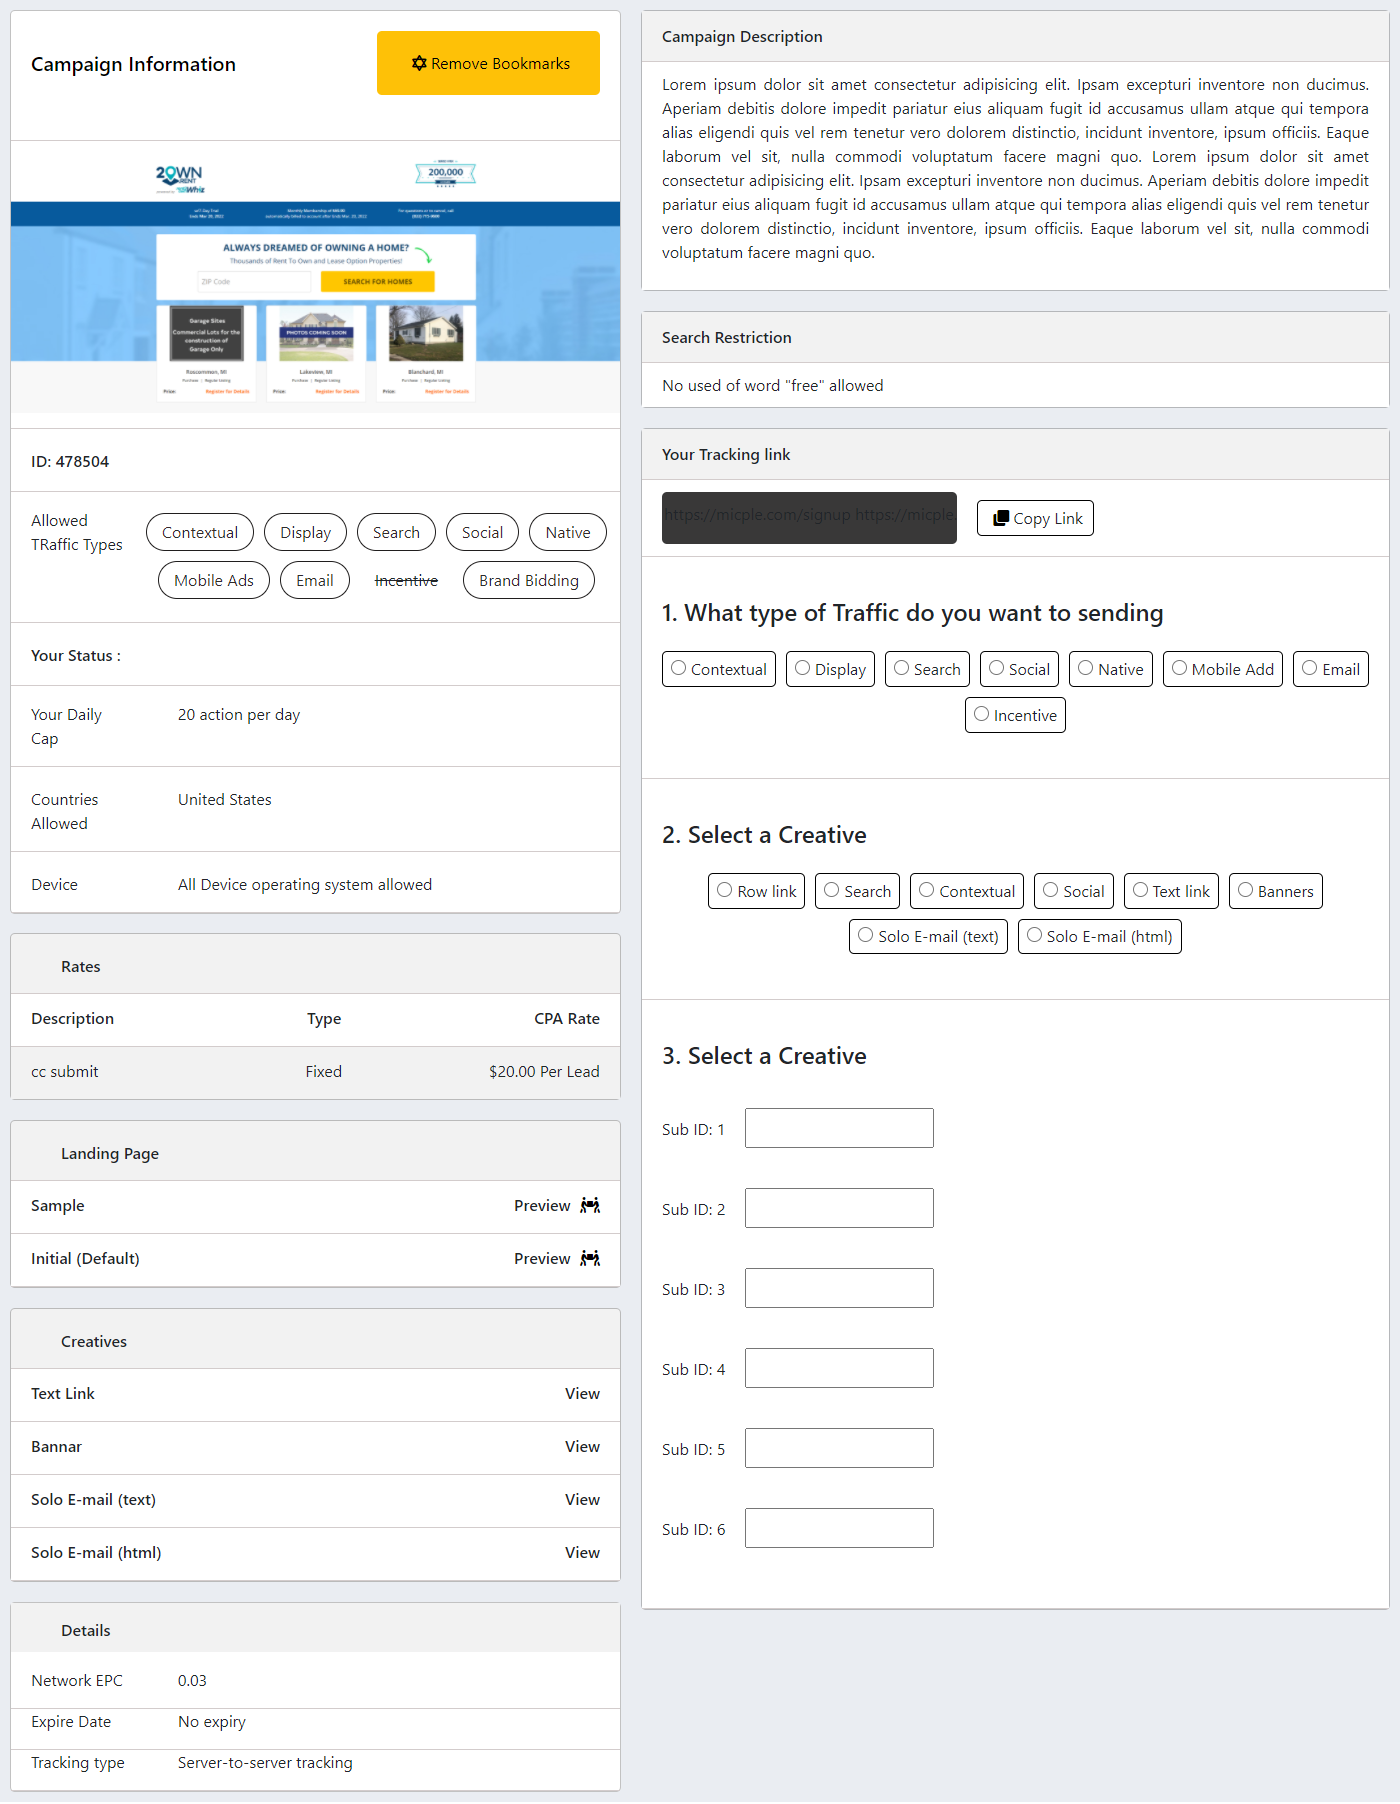 Campaign Information
Remove Bookmarks
2OWN
RENT
Whiz
200,000
ALWAYS DREAMED OF OWNING A HOME?
Thousands of Rent To Own and Lease Option Properties!
ZIP Code
SEARCH FOR HOMES
Garage Sites
Commercial Lots for the
construction of
Garage Only
PHOTOS COMING SOON
Roscommon, MI
Lakeview, MI
Blanchard, MI
Purchase | Regular Listing
Purchase | Regular Listing
Purchase | Regular Listing
Price: Register for Details
Price: Register for Details
Price: Register for Details
ID: 478504
Allowed
TRaffic Types
Contextual
Display
Search
Social
Native
Mobile Ads
Email
Incentive
Brand Bidding
Your Status :
Your Daily
Cap
20 action per day
Countries
Allowed
United States
Device
All Device operating system allowed
Rates
Description Type CPA Rate
cc submit Fixed $20.00 Per Lead
Landing Page
Sample Preview
Initial (Default) Preview
Creatives
Text Link View
Bannar View
Solo E-mail (text) View
Solo E-mail (html) View
Details
Network EPC 0.03
Expire Date No expiry
Tracking type Server-to-server tracking
Campaign Description
Lorem ipsum dolor sit amet consectetur adipisicing elit. Ipsam excepturi inventore non ducimus.
Aperiam debitis dolore impedit pariatur eius aliquam fugit id accusamus ullam atque qui tempora
alias eligendi quis vel rem tenetur vero dolorem distinctio, incidunt inventore, ipsum officiis. Eaque
laborum vel sit, nulla commodi voluptatum facere magni quo. Lorem ipsum dolor sit amet
consectetur adipisicing elit. Ipsam excepturi inventore non ducimus. Aperiam debitis dolore impedit
pariatur eius aliquam fugit id accusamus ullam atque qui tempora alias eligendi quis vel rem tenetur
vero dolorem distinctio, incidunt inventore, ipsum officiis. Eaque laborum vel sit, nulla commodi
voluptatum facere magni quo.
Search Restriction
No used of word "free" allowed
Your Tracking link
https://micple.com/signup https://micple.
Copy Link
1. What type of Traffic do you want to sending
Contextual
Display
Search
Social
Native
Mobile Add
Email
Incentive
2. Select a Creative
Row link
Search
Contextual
Social
Text link
Banners
Solo E-mail (text)
Solo E-mail (html)
3. Select a Creative
Sub ID: 1
Sub ID: 2
Sub ID: 3
Sub ID: 4
Sub ID: 5
Sub ID: 6